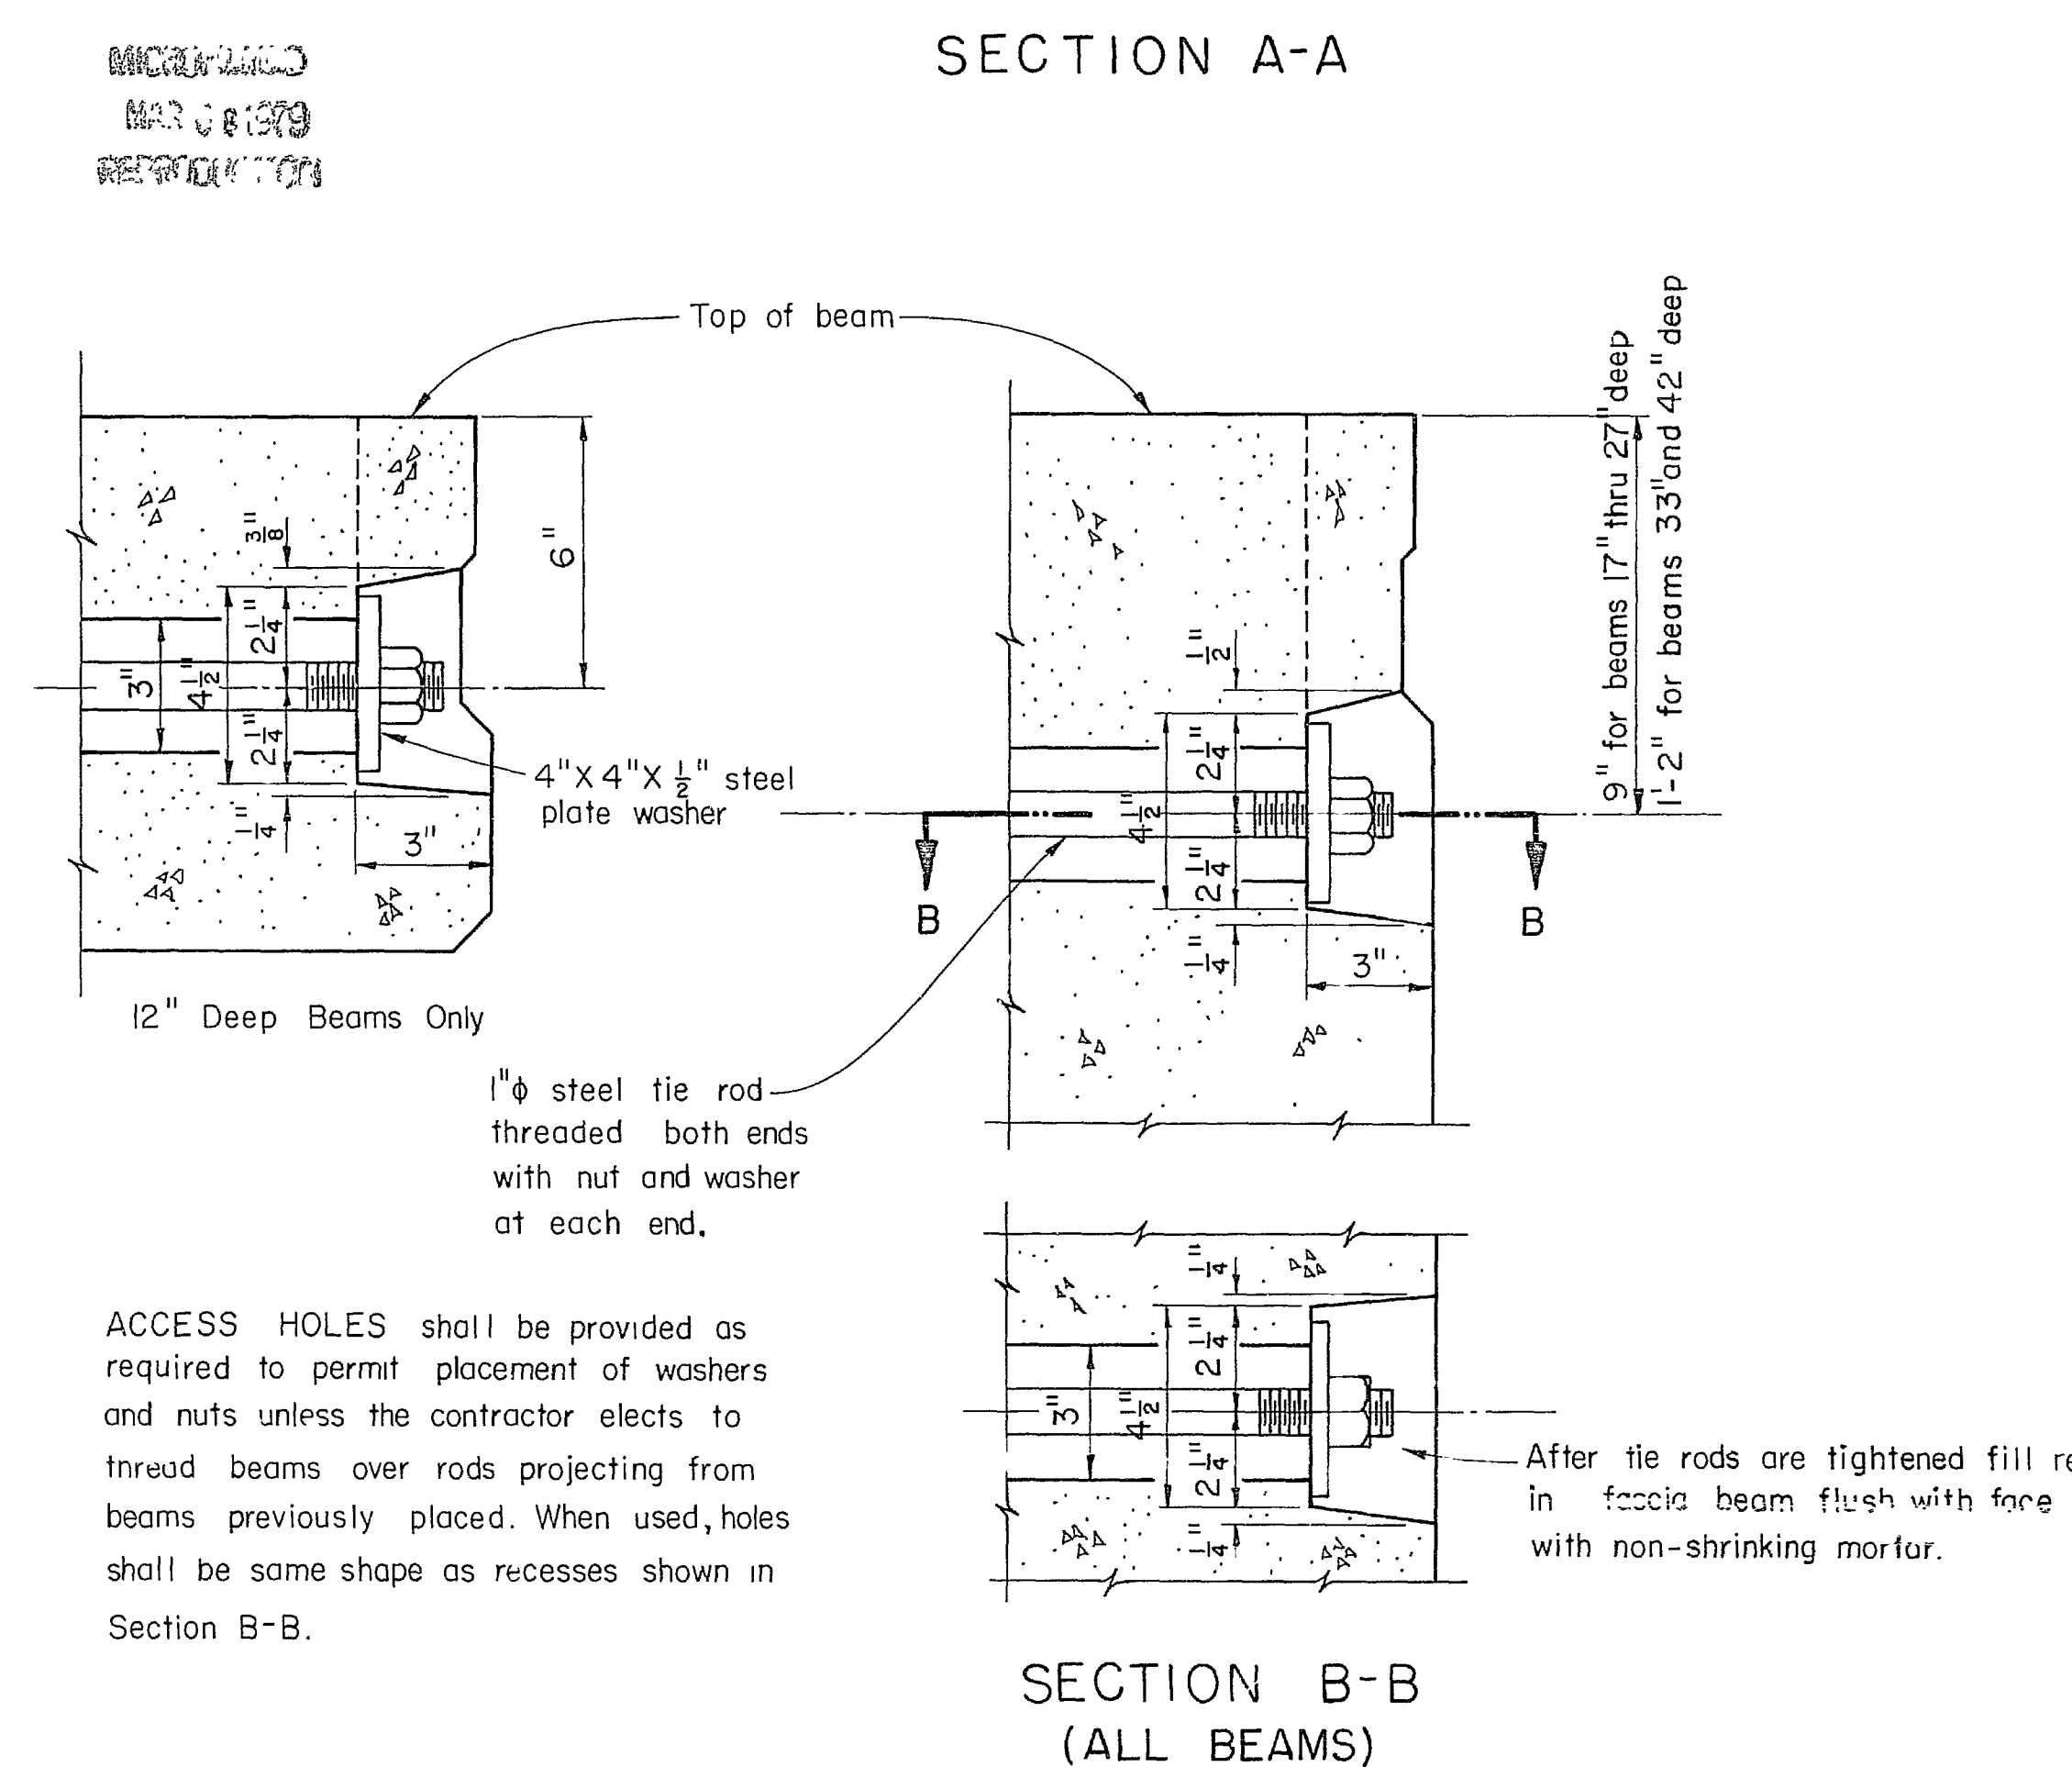 SECTION A-A
MAR 1979
Top of beam
3/8"
2 1/4"
3"
4 1/2"
2 1/4"
1/4"
3"
6"
4"X 4"X 1/2" steel
plate washer
12" Deep Beams Only
1/2"
2 1/4"
4 1/2"
2 1/4"
1/4"
3"
9" for beams 17" thru 27" deep
1'-2" for beams 33" and 42" deep
B
B
1"ϕ steel tie rod
threaded both ends
with nut and washer
at each end.
ACCESS HOLES shall be provided as
required to permit placement of washers
and nuts unless the contractor elects to
thread beams over rods projecting from
beams previously placed. When used, holes
shall be same shape as recesses shown in
Section B-B.
1/4"
2 1/4"
3"
4 1/2"
2 1/4"
1/4"
After tie rods are tightened fill re
in fascia beam flush with face
with non-shrinking mortar.
SECTION B-B
(ALL BEAMS)